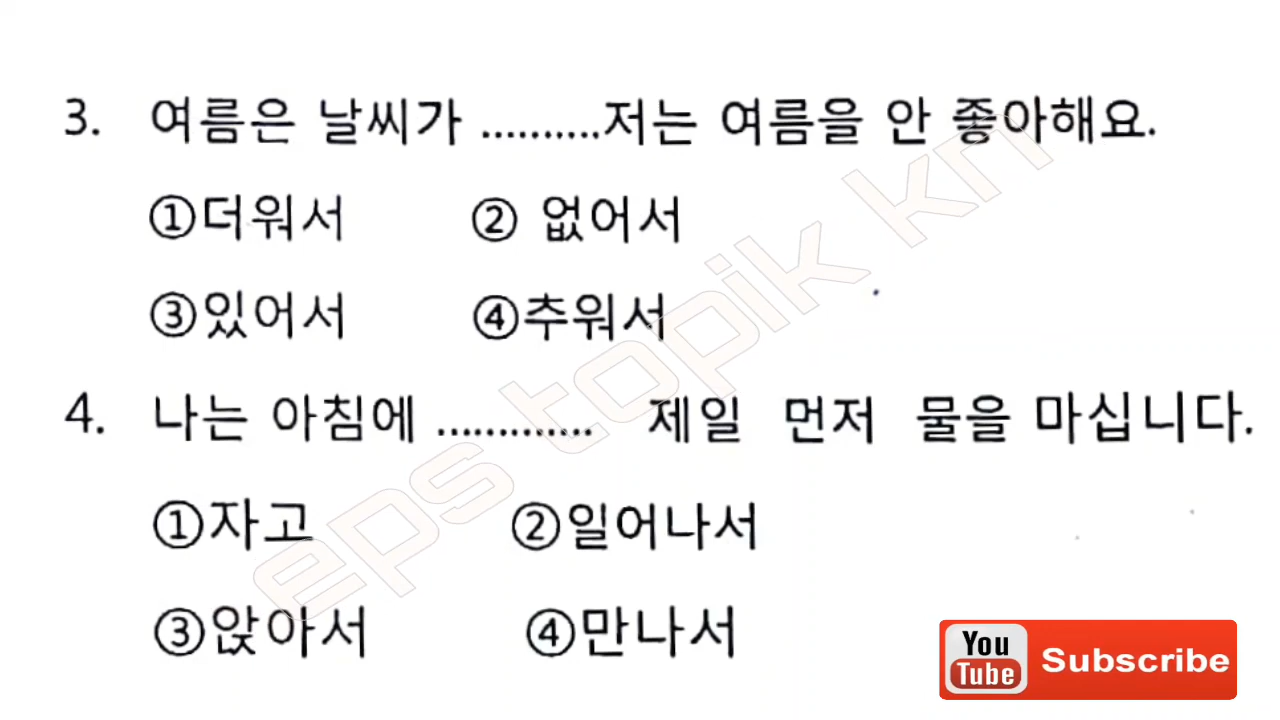 3. 여름은 날씨가 ..........저는 여름을 안 좋아해요.
①더워서 ② 없어서
③있어서 ④추워서
4. 나는 아침에 ............. 제일 먼저 물을 마십니다.
①자고 ②일어나서
③앉아서 ④만나서
eps topik kn
You
Tube Subscribe